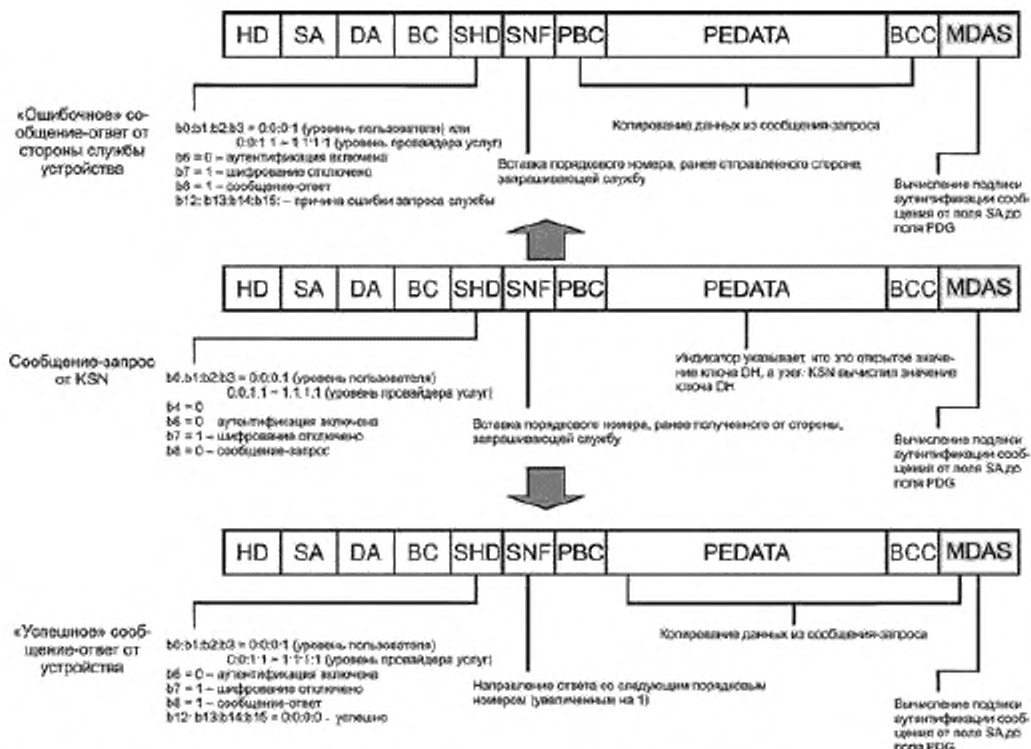 HD SA DA BC SHD SNF PBC PEDATA BCC MDAS
«Ошибочное» со-
общение-ответ от
стороны службы
устройства
b0:b1:b2:b3 = 0:0:0:1 (уровень пользователя) или
0:0:1:1 – 1:1:1:1 (уровень провайдера услуг)
b6 = 0 – аутентификация включена
b7 = 1 – шифрование отключено
b8 = 1 – сообщение-ответ
b12: b13:b14:b15: – причина ошибки запроса службы
Вставка порядкового номера, ранее отправленного стороне,
запрашивающей службу
Копирование данных из сообщения-запроса
Вычисление подписи
аутентификации сооб-
щения от поля SA до
поля PDG
HD SA DA BC SHD SNF PBC PEDATA BCC MDAS
Сообщение-запрос
от KSN
b0:b1:b2:b3 = 0:0:0:1 (уровень пользователя)
0:0:1:1 – 1:1:1:1 (уровень провайдера услуг)
b4 = 0
b6 = 0 аутентификация включена
b7 = 1 – шифрование отключено
b8 = 0 – сообщение-запрос
Вставка порядкового номера, ранее полученного от стороны,
запрашивающей службу
Индикатор указывает, что это открытое значе-
ние ключа DH, а узел KSN вычислил значение
ключа DH
Вычисление подписи
аутентификации сооб-
щения от поля SA до
поля PDG
HD SA DA BC SHD SNF PBC PEDATA BCC MDAS
«Успешное» сооб-
щение-ответ от
устройства
b0:b1:b2:b3 = 0:0:0:1 (уровень пользователя)
0:0:1:1 – 1:1:1:1 (уровень провайдера услуг)
b6 = 0 – аутентификация включена
b7 = 1 – шифрование отключено
b8 = 1 – сообщение-ответ
b12: b13:b14:b15 = 0:0:0:0 - успешно
Направление ответа со следующим порядковым
номером (увеличенным на 1)
Копирование данных из сообщения-запроса
Вычисление подписи
аутентификации сооб-
щения от поля SA до
поля PDG